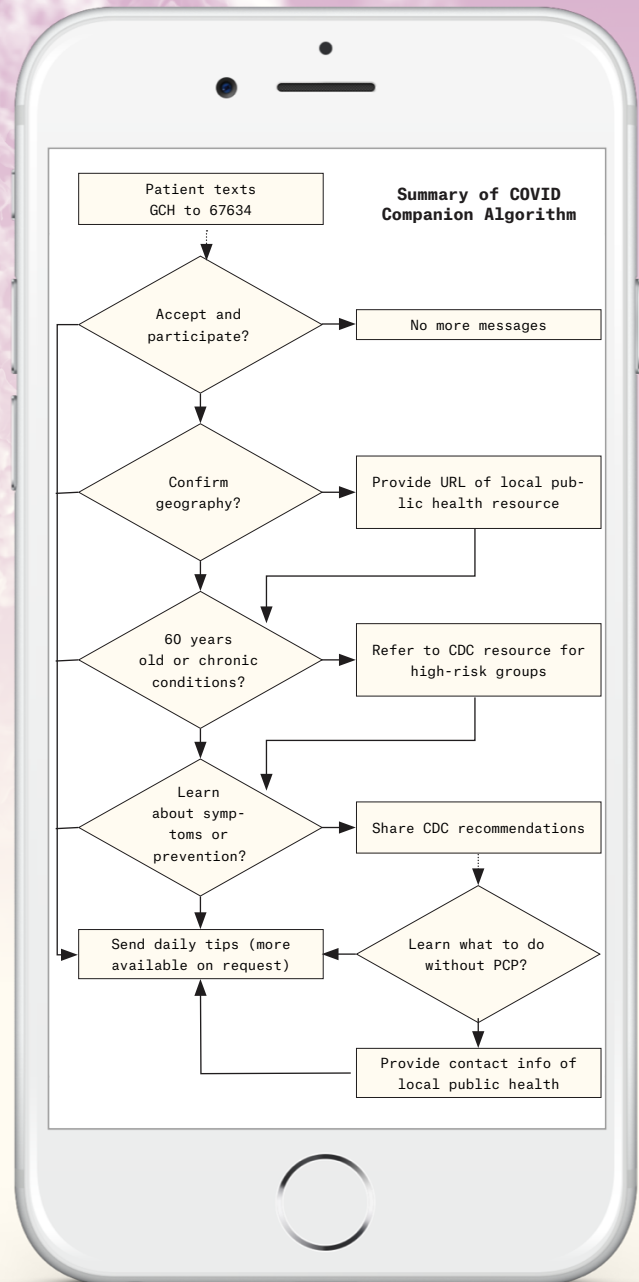 Patient texts
GCH to 67634
Summary of COVID
Companion Algorithm
Accept and
participate?
No more messages
Confirm
geography?
Provide URL of local pub-
lic health resource
60 years
old or chronic
conditions?
Refer to CDC resource for
high-risk groups
Learn
about symp-
toms or
prevention?
Share CDC recommendations
Send daily tips (more
available on request)
Learn what to do
without PCP?
Provide contact info of
local public health